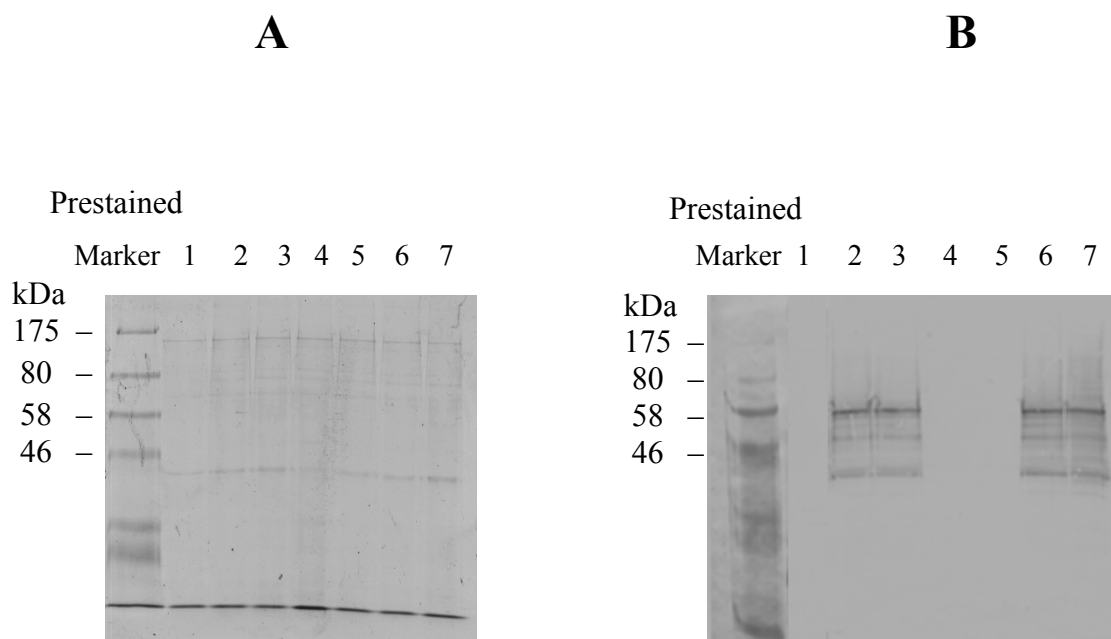 A
B
Prestained
Marker 1 2 3 4 5 6 7
kDa
175 –
80 –
58 –
46 –
Prestained
Marker 1 2 3 4 5 6 7
kDa
175 –
80 –
58 –
46 –